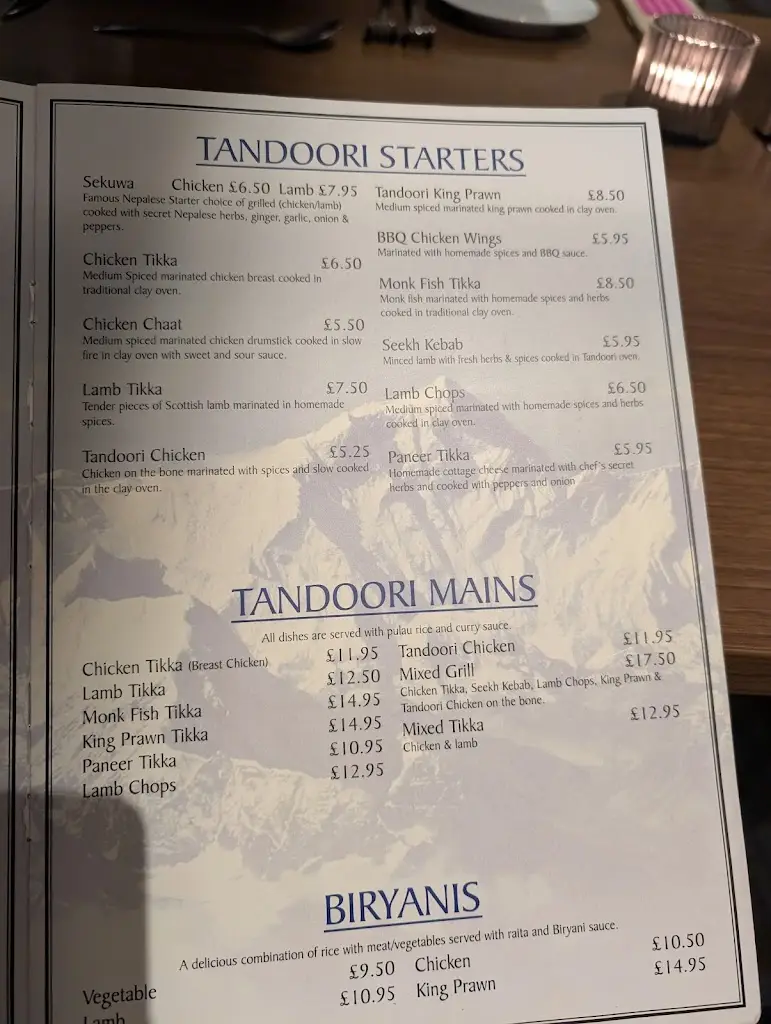 TANDOORI STARTERS
Sekuwa Chicken £6.50 Lamb £7.95
Famous Nepalese Starter choice of grilled (chicken/lamb)
cooked with secret Nepalese herbs, ginger, garlic, onion &
peppers.
Chicken Tikka £6.50
Medium Spiced marinated chicken breast cooked in
traditional clay oven.
Chicken Chaat £5.50
Medium spiced marinated chicken drumstick cooked in slow
fire in clay oven with sweet and sour sauce.
Lamb Tikka £7.50
Tender pieces of Scottish lamb marinated in homemade
spices.
Tandoori Chicken £5.25
Chicken on the bone marinated with spices and slow cooked
in the clay oven.
Tandoori King Prawn £8.50
Medium spiced marinated king prawn cooked in clay oven.
BBQ Chicken Wings £5.95
Marinated with homemade spices and BBQ sauce.
Monk Fish Tikka £8.50
Monk fish marinated with homemade spices and herbs
cooked in traditional clay oven.
Seekh Kebab £5.95
Minced lamb with fresh herbs & spices cooked in Tandoori oven.
Lamb Chops £6.50
Medium spiced marinated with homemade spices and herbs
cooked in clay oven.
Paneer Tikka £5.95
Homemade cottage cheese marinated with chef's secret
herbs and cooked with peppers and onion
TANDOORI MAINS
All dishes are served with pulau rice and curry sauce.
Chicken Tikka (Breast Chicken) £11.95
Lamb Tikka £12.50
Monk Fish Tikka £14.95
King Prawn Tikka £14.95
Paneer Tikka £10.95
Lamb Chops £12.95
Tandoori Chicken £11.95
Mixed Grill £17.50
Chicken Tikka, Seekh Kebab, Lamb Chops, King Prawn &
Tandoori Chicken on the bone.
Mixed Tikka £12.95
Chicken & lamb
BIRYANIS
A delicious combination of rice with meat/vegetables served with raita and Biryani sauce.
Vegetable £9.50
Lamb £10.95
Chicken £10.50
King Prawn £14.95